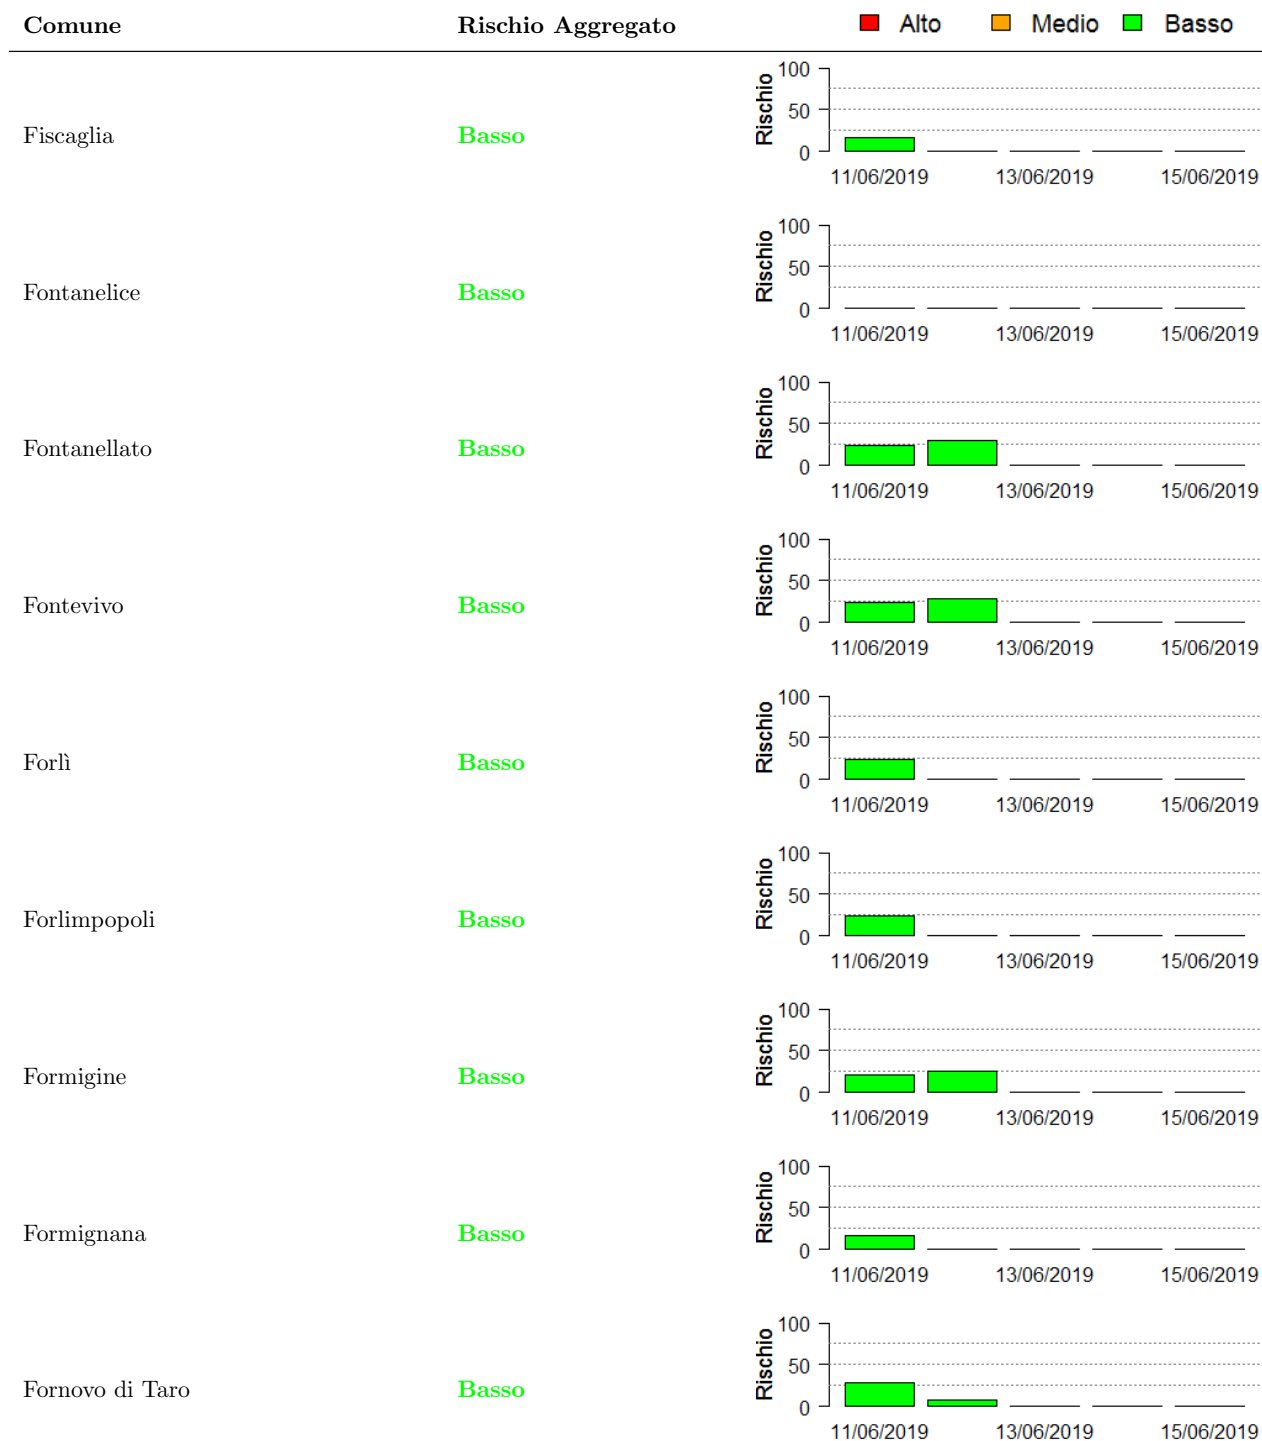 Comune Rischio Aggregato Alto Medio Basso
100
50
0
Rischio
Fiscaglia Basso
11/06/2019 13/06/2019 15/06/2019
100
50
0
Rischio
Fontanelice Basso
11/06/2019 13/06/2019 15/06/2019
100
50
0
Rischio
Fontanellato Basso
11/06/2019 13/06/2019 15/06/2019
100
50
0
Rischio
Fontevivo Basso
11/06/2019 13/06/2019 15/06/2019
100
50
0
Rischio
Forlì Basso
11/06/2019 13/06/2019 15/06/2019
100
50
0
Rischio
Forlimpopoli Basso
11/06/2019 13/06/2019 15/06/2019
100
50
0
Rischio
Formigine Basso
11/06/2019 13/06/2019 15/06/2019
100
50
0
Rischio
Formignana Basso
11/06/2019 13/06/2019 15/06/2019
100
50
0
Rischio
Fornovo di Taro Basso
11/06/2019 13/06/2019 15/06/2019